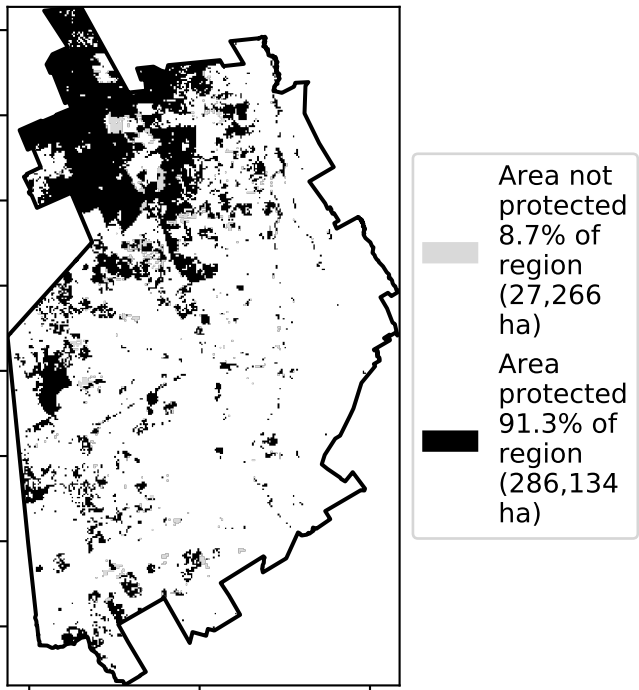 Area not
protected
8.7% of
region
(27,266
ha)
Area
protected
91.3% of
region
(286,134
ha)